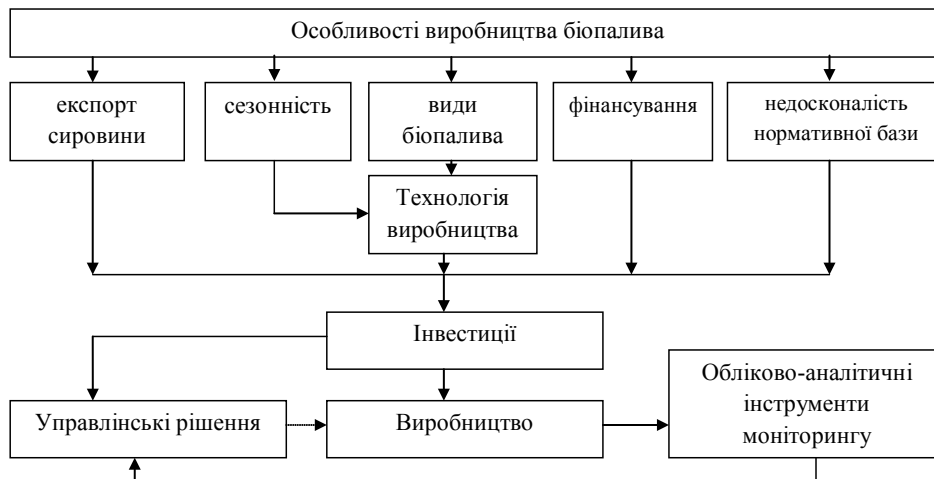 Особливості виробництва біопалива
експорт
сировини
сезонність
види
біопалива
фінансування
недосконалість
нормативної бази
Технологія
виробництва
Інвестиції
Обліково-аналітичні
інструменти
моніторингу
Управлінські рішення
Виробництво